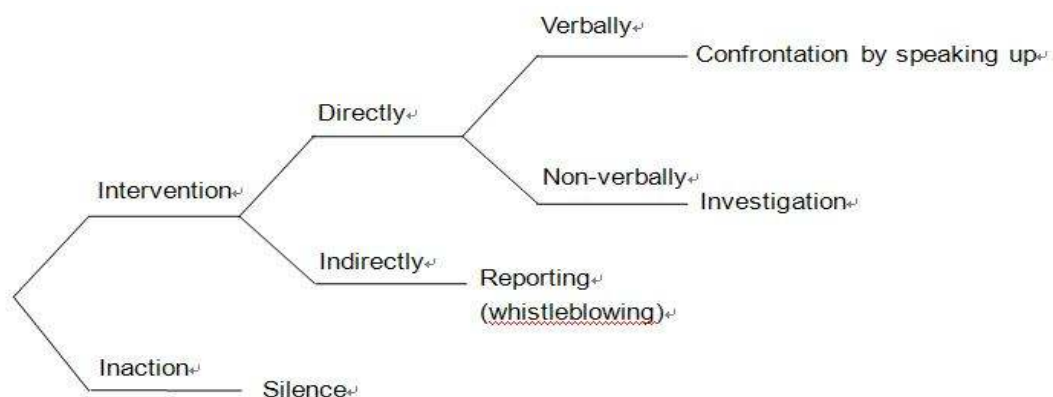 Verbally
Confrontation by speaking up
Directly
Non-verbally
Investigation
Intervention
Indirectly
Reporting
(whistleblowing)
Inaction
Silence